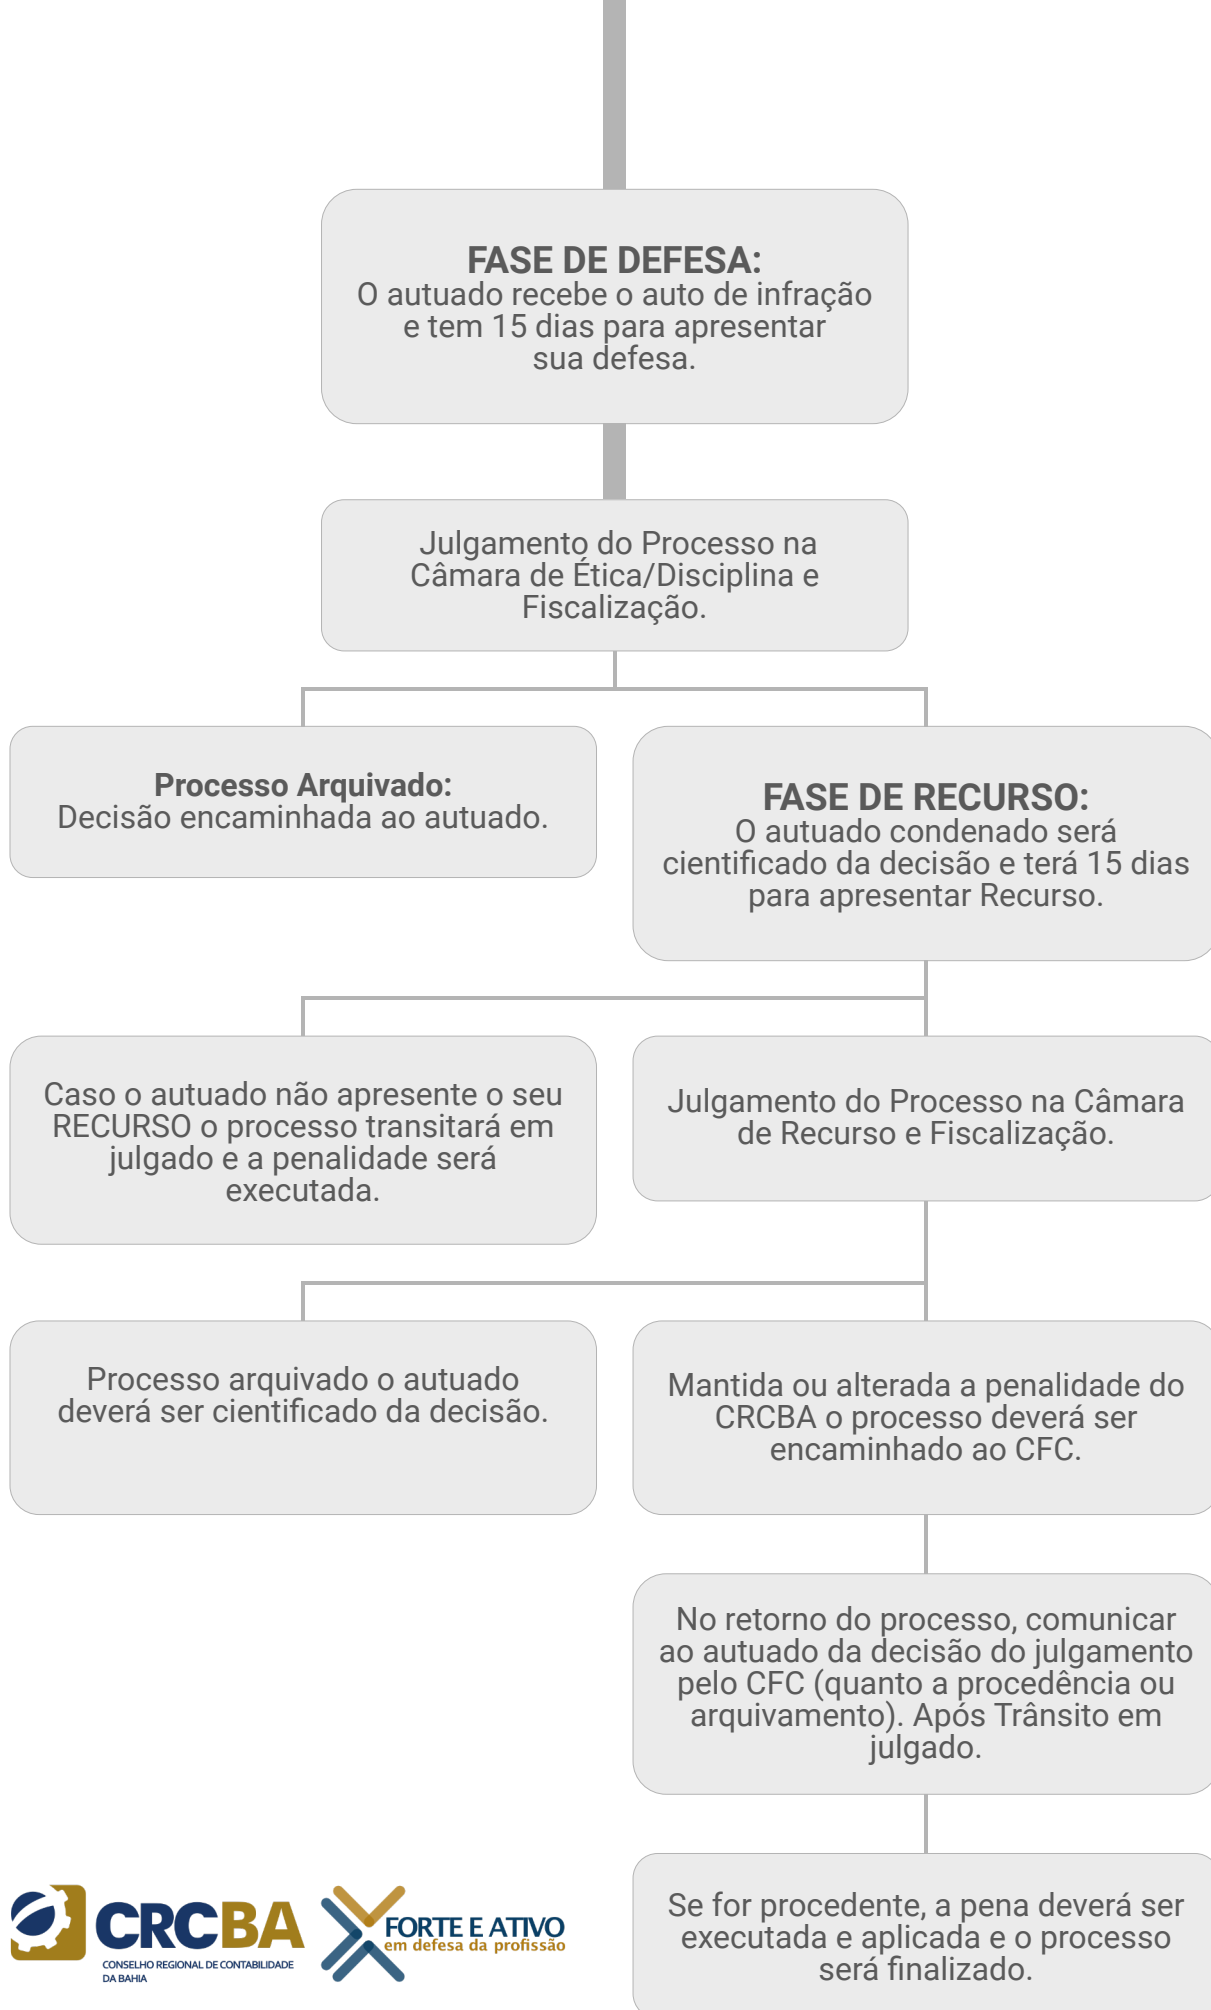 FASE DE DEFESA:
O autuado recebe o auto de infração
e tem 15 dias para apresentar
sua defesa.
Julgamento do Processo na
Câmara de Ética/Disciplina e
Fiscalização.
Processo Arquivado:
Decisão encaminhada ao autuado.
FASE DE RECURSO:
O autuado condenado será
cientificado da decisão e terá 15 dias
para apresentar Recurso.
Caso o autuado não apresente o seu
RECURSO o processo transitará em
julgado e a penalidade será
executada.
Julgamento do Processo na Câmara
de Recurso e Fiscalização.
Processo arquivado o autuado
deverá ser cientificado da decisão.
Mantida ou alterada a penalidade do
CRCBA o processo deverá ser
encaminhado ao CFC.
No retorno do processo, comunicar
ao autuado da decisão do julgamento
pelo CFC (quanto a procedência ou
arquivamento). Após Trânsito em
julgado.
Se for procedente, a pena deverá ser
executada e aplicada e o processo
será finalizado.
CRCBA
CONSELHO REGIONAL DE CONTABILIDADE
DA BAHIA
FORTE E ATIVO
em defesa da profissão